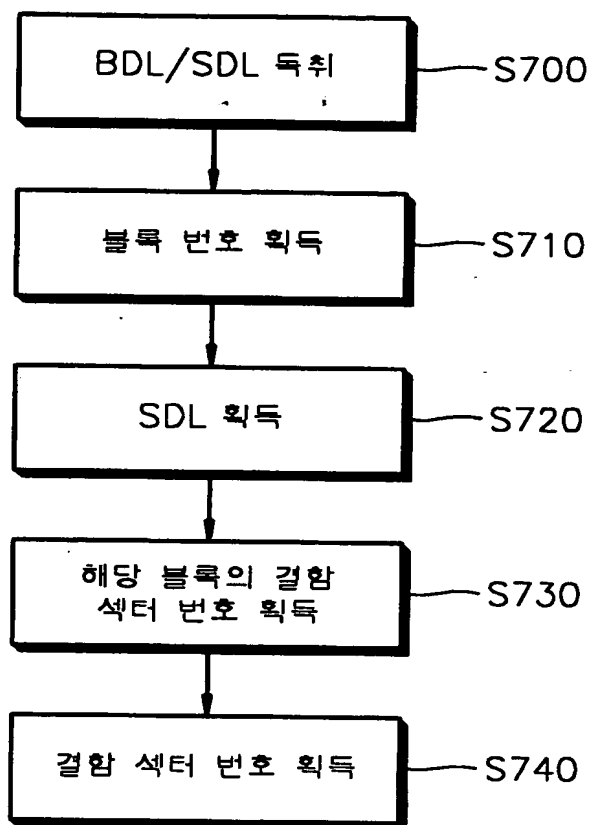 BDL/SDL 독취
S700
블록 번호 획득
S710
SDL 획득
S720
해당 블록의 결함
섹터 번호 획득
S730
결함 섹터 번호 획득
S740